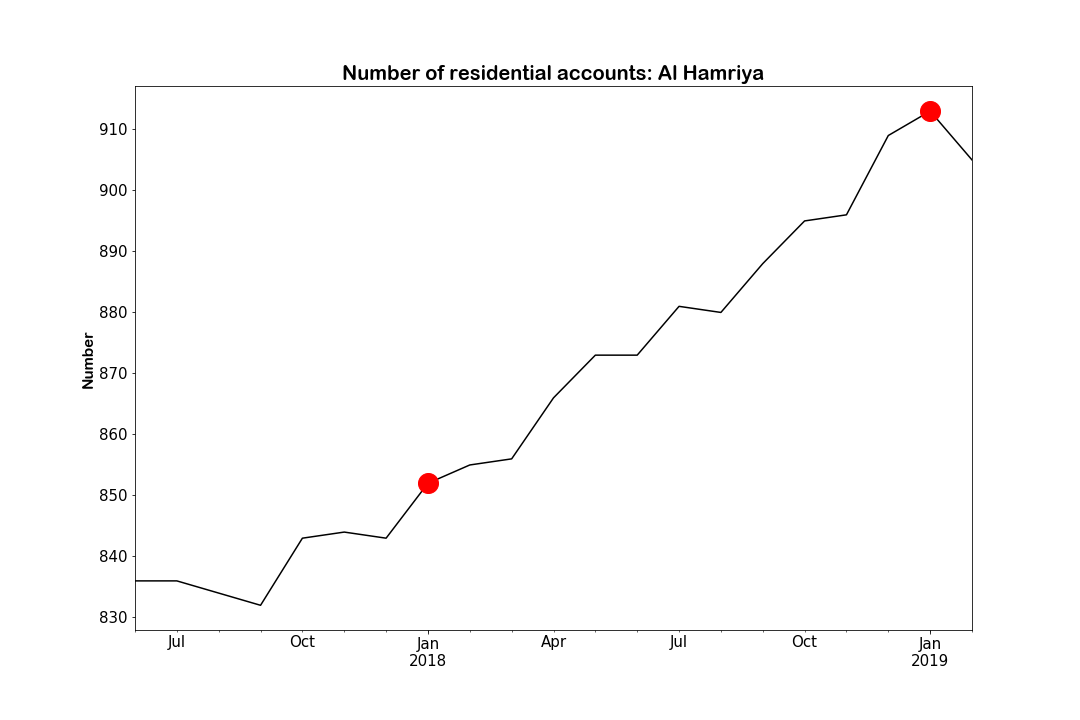 Number of residential accounts: Al Hamriya
Number
910
900
890
880
870
860
850
840
830
Jul
Oct
Jan
2018
Apr
Jul
Oct
Jan
2019